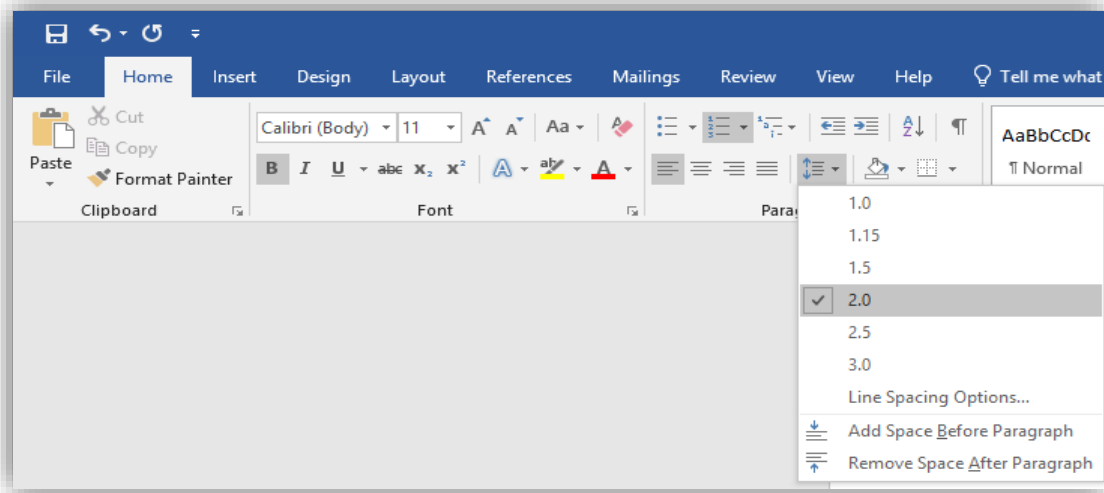 File Home Insert Design Layout References Mailings Review View Help Tell me what
Cut
Copy
Paste
Format Painter
Clipboard
Calibri (Body) 11 A A Aa
B I U abc x₂ x² A aby A
Font
Para
AaBbCcDc
¶ Normal
1.0
1.15
1.5
2.0
2.5
3.0
Line Spacing Options...
Add Space Before Paragraph
Remove Space After Paragraph